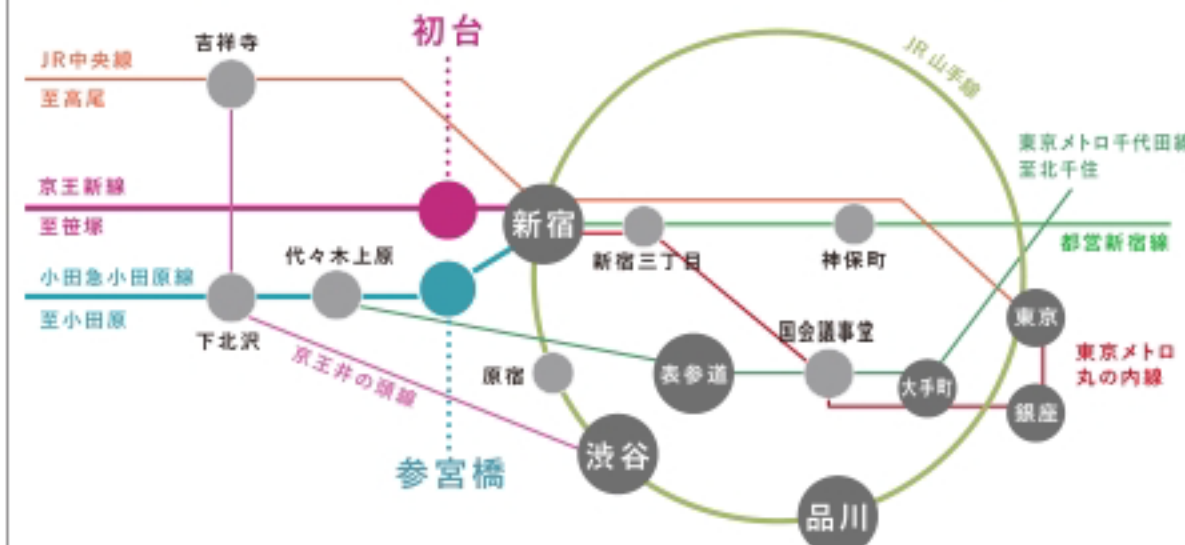 初台
吉祥寺
JR中央線
至高尾
JR山手線
東京メトロ千代田線
至北千住
京王新線
至笹塚
新宿
新宿三丁目
神保町
都営新宿線
代々木上原
小田急小田原線
至小田原
下北沢
京王井の頭線
国会議事堂
東京
東京メトロ
丸の内線
原宿
表参道
大手町
銀座
渋谷
参宮橋
品川